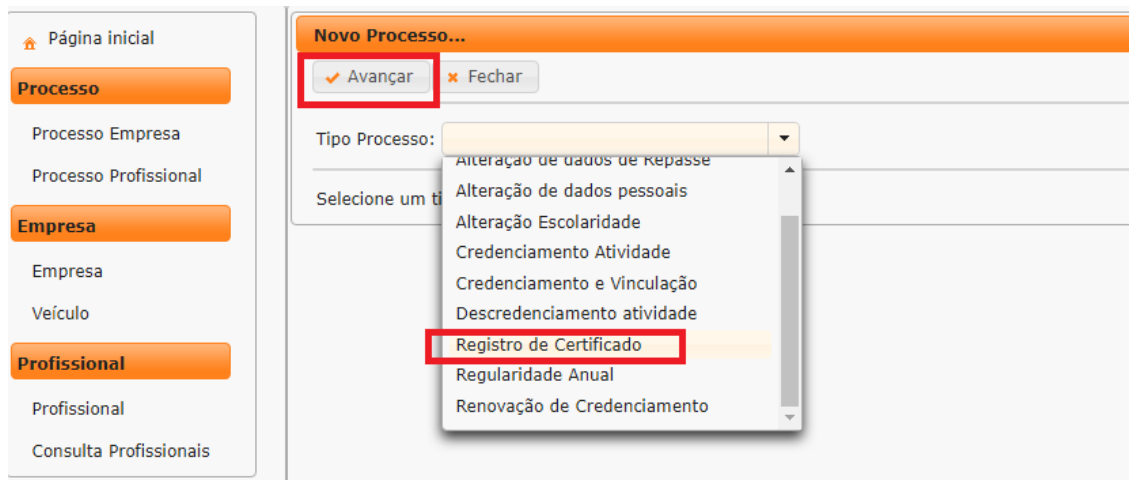 Página inicial
Processo
Processo Empresa
Processo Profissional
Empresa
Empresa
Veículo
Profissional
Profissional
Consulta Profissionais
Novo Processo...
Avançar
Fechar
Tipo Processo:
Selecione um ti
Alteração de dados de Repasse
Alteração de dados pessoais
Alteração Escolaridade
Credenciamento Atividade
Credenciamento e Vinculação
Descredenciamento atividade
Registro de Certificado
Regularidade Anual
Renovação de Credenciamento